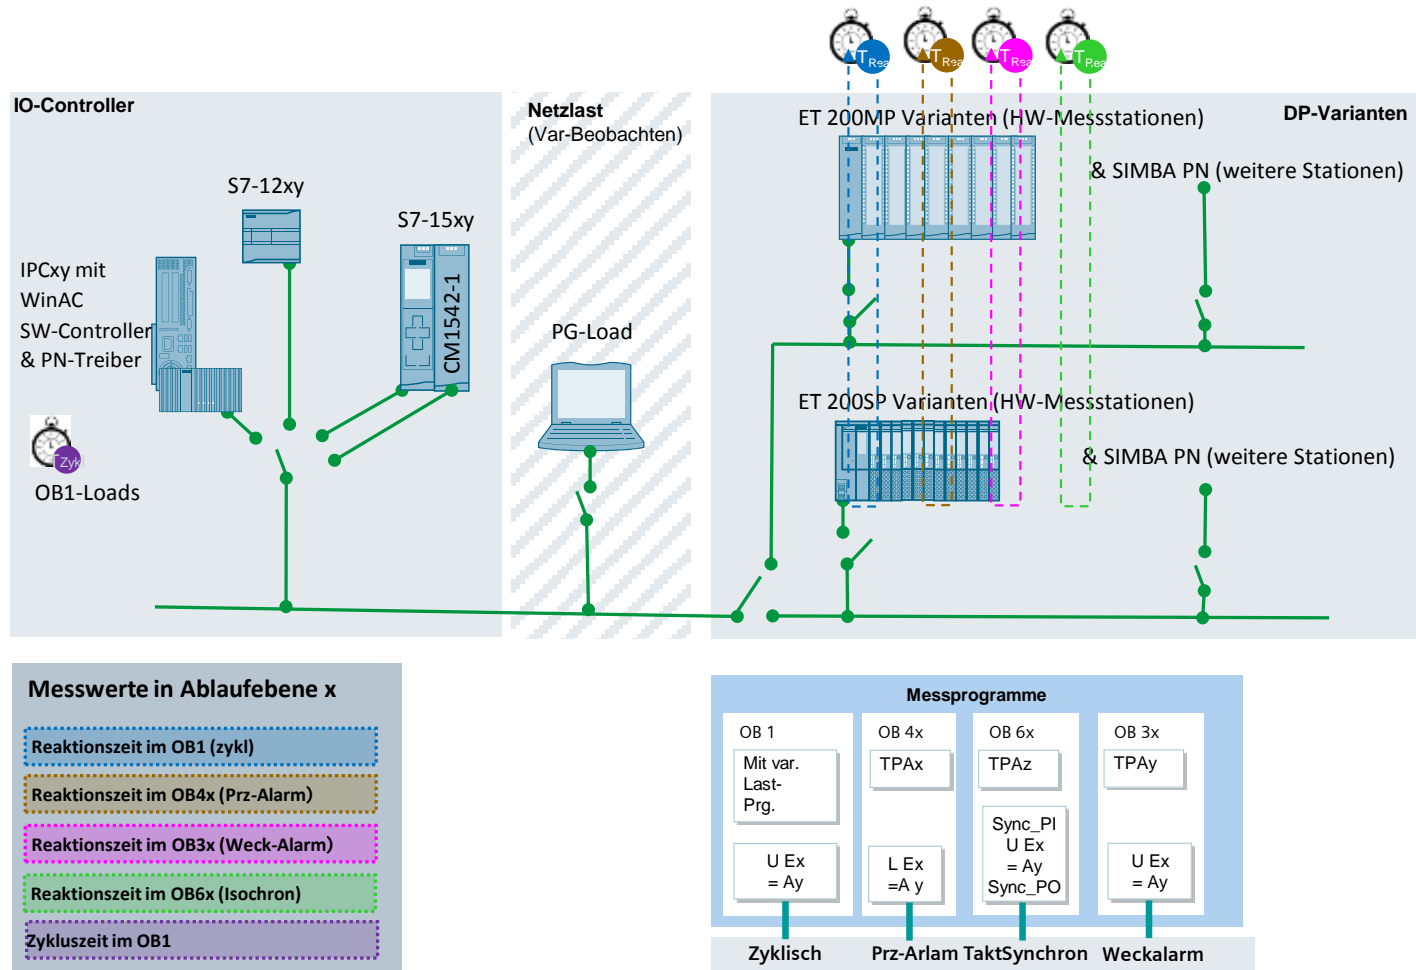 T Rea
T Rea
T Rea
T Rea
IO-Controller
Netzlast
(Var-Beobachten)
ET 200MP Varianten (HW-Messstationen)
DP-Varianten
& SIMBA PN (weitere Stationen)
S7-12xy
S7-15xy
IPCxy mit
WinAC
SW-Controller
& PN-Treiber
CM1542-1
PG-Load
TZyk
OB1-Loads
ET 200SP Varianten (HW-Messstationen)
& SIMBA PN (weitere Stationen)
Messwerte in Ablaufebene x
Reaktionszeit im OB1 (zykl)
Reaktionszeit im OB4x (Prz-Alarm)
Reaktionszeit im OB3x (Weck-Alarm)
Reaktionszeit im OB6x (Isochron)
Zykluszeit im OB1
Messprogramme
OB 1
Mit var.
Last-
Prg.
U Ex
= Ay
OB 4x
TPAx
L Ex
=A y
OB 6x
TPAz
Sync_PI
U Ex
= Ay
Sync_PO
OB 3x
TPAy
U Ex
= Ay
Zyklisch
Prz-Arlam
TaktSynchron
Weckalarm